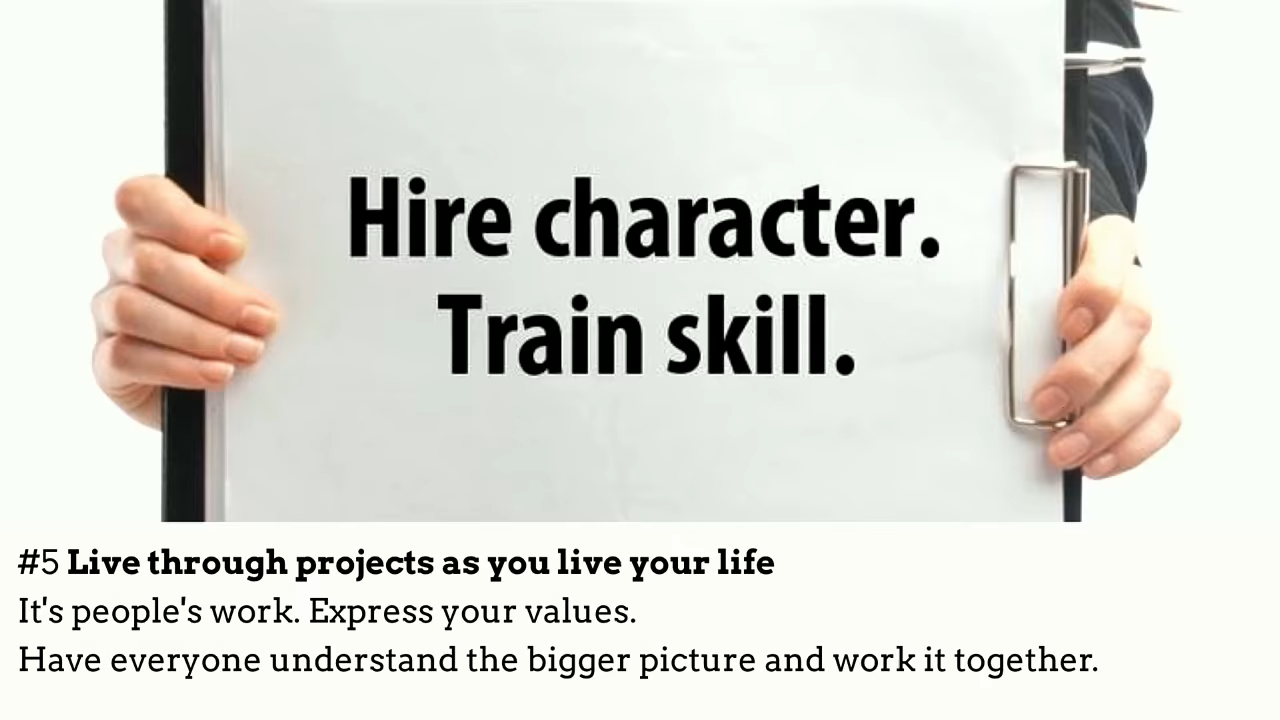 Hire character.
Train skill.
#5 Live through projects as you live your life
It's people's work. Express your values.
Have everyone understand the bigger picture and work it together.